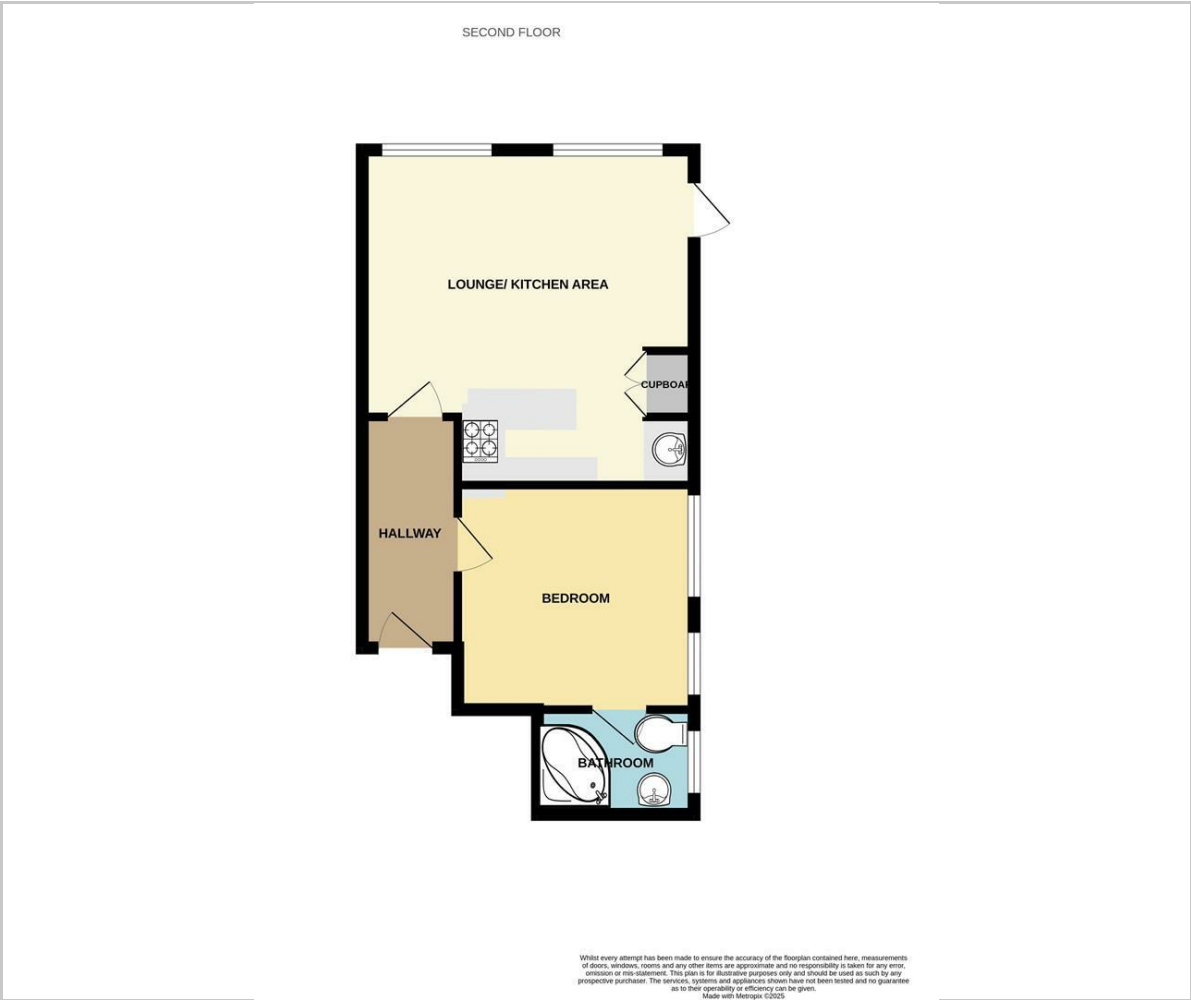 SECOND FLOOR
LOUNGE/ KITCHEN AREA
CUPBOAR
HALLWAY
BEDROOM
BATHROOM
Whilst every attempt has been made to ensure the accuracy of the floorplan contained here, measurements
of doors, windows, rooms and any other items are approximate and no responsibility is taken for any error,
omission or mis-statement. This plan is for illustrative purposes only and should be used as such by any
prospective purchaser. The services, systems and appliances shown have not been tested and no guarantee
as to their operability or efficiency can be given.
Made with Metropix ©2025